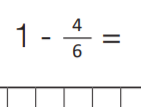 1 - 4/6 =